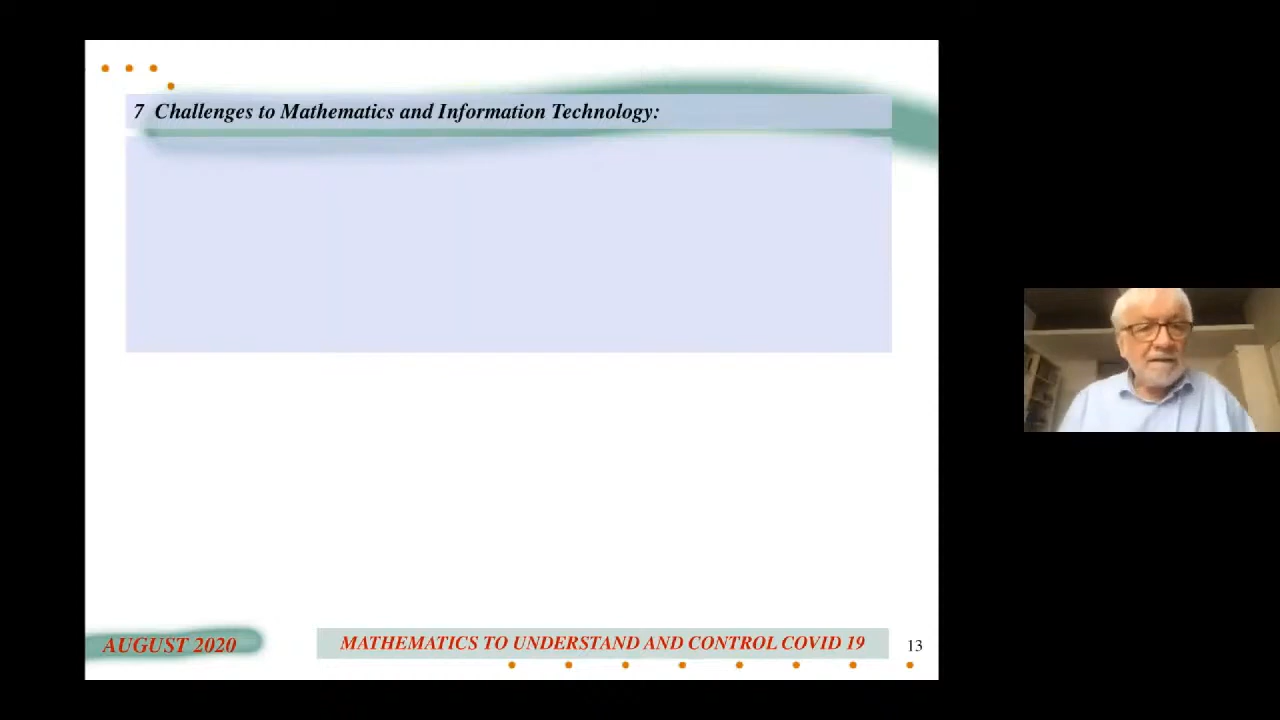 7 Challenges to Mathematics and Information Technology:
AUGUST 2020
MATHEMATICS TO UNDERSTAND AND CONTROL COVID 19
13